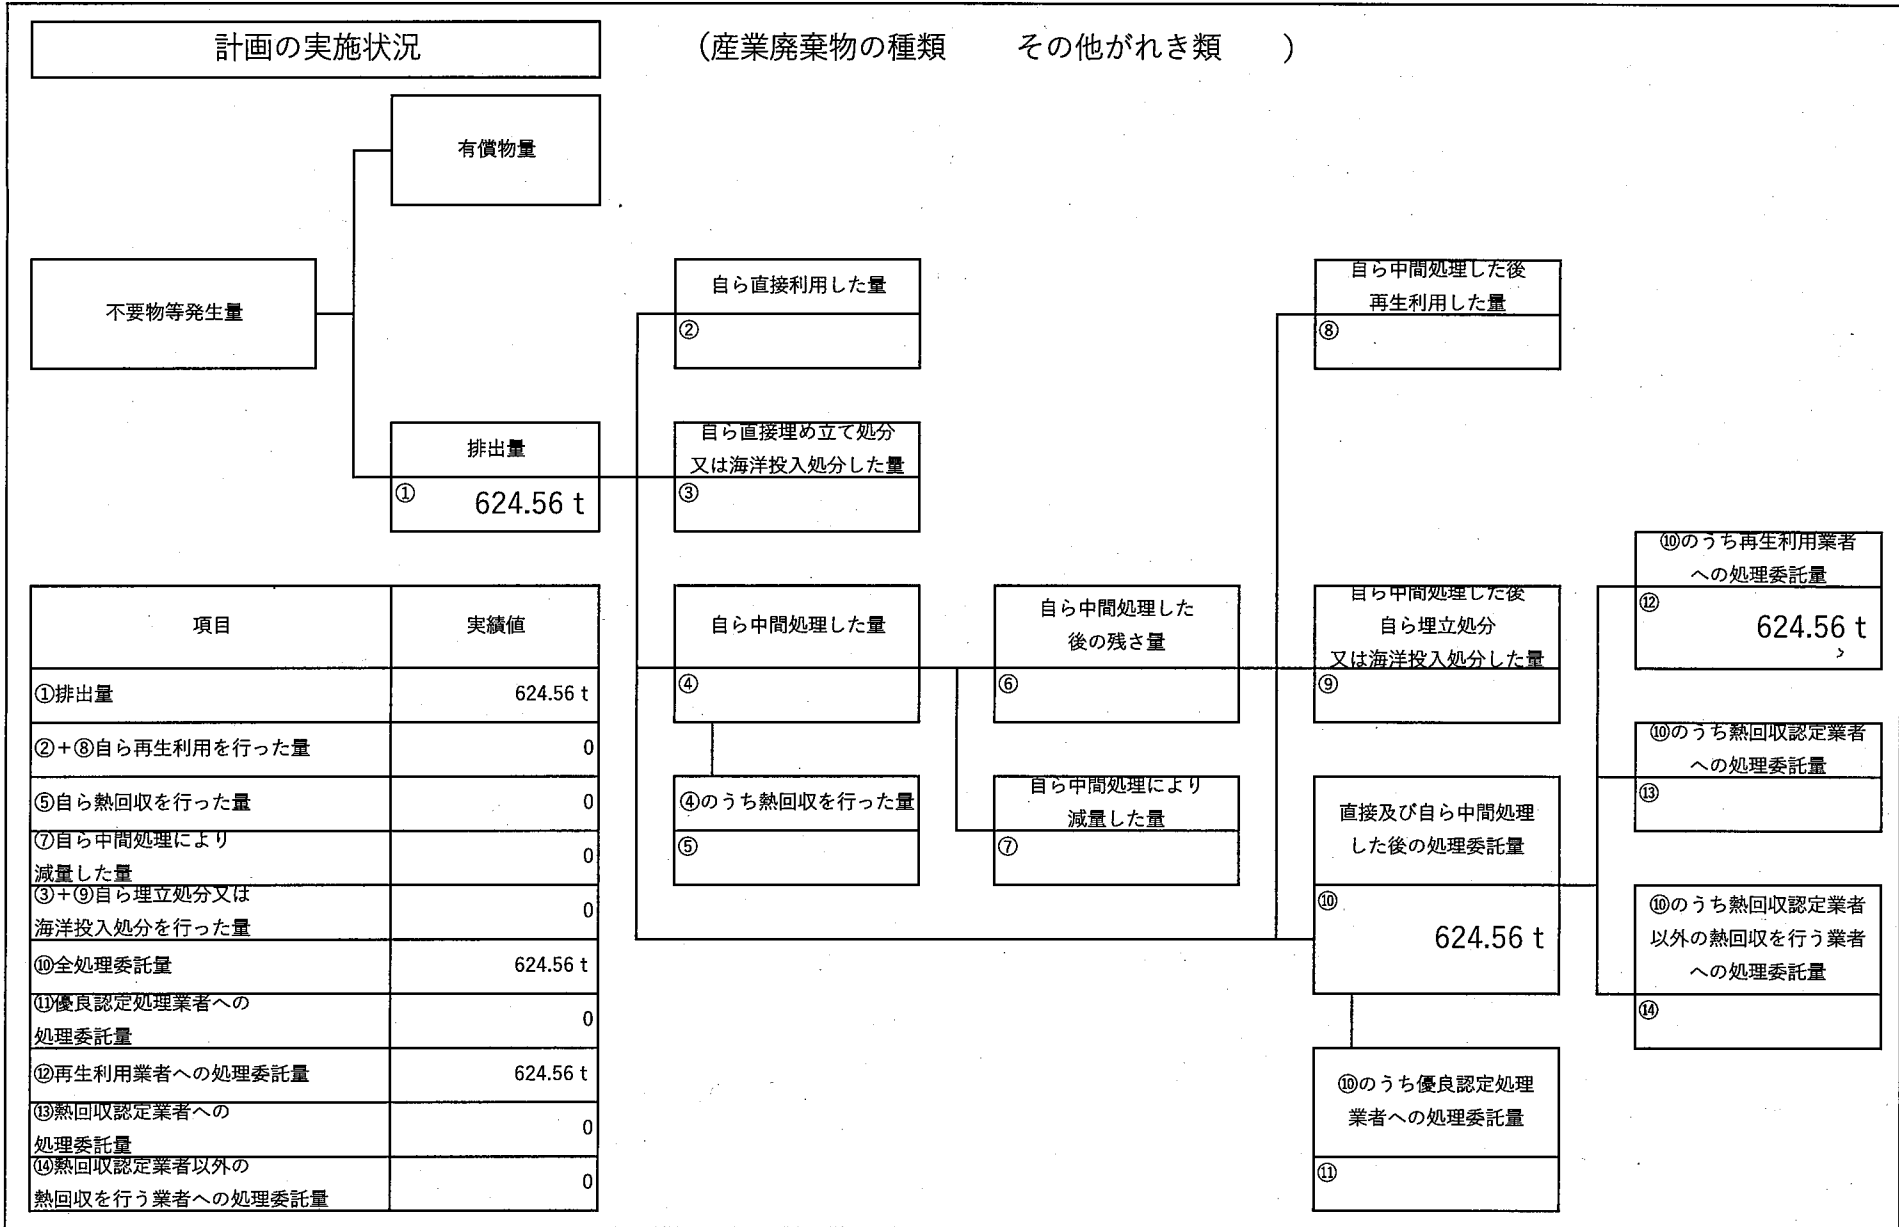 計画の実施状況
(産業廃棄物の種類 その他がれき類 )
有償物量
不要物等発生量
排出量
① 624.56 t
自ら直接利用した量
②
自ら直接埋め立て処分
又は海洋投入処分した量
③
自ら中間処理した量
④
④のうち熱回収を行った量
⑤
自ら中間処理した
後の残さ量
⑥
自ら中間処理により
減量した量
⑦
自ら中間処理した後
再生利用した量
⑧
自ら中間処理した後
自ら埋立処分
又は海洋投入処分した量
⑨
直接及び自ら中間処理
した後の処理委託量
⑩
624.56 t
⑩のうち優良認定処理
業者への処理委託量
⑪
⑩のうち再生利用業者
への処理委託量
⑫
624.56 t
⑩のうち熱回収認定業者
への処理委託量
⑬
⑩のうち熱回収認定業者
以外の熱回収を行う業者
への処理委託量
⑭
項目 実績値
①排出量 624.56 t
②+⑧自ら再生利用を行った量 0
⑤自ら熱回収を行った量 0
⑦自ら中間処理により
減量した量 0
③+⑨自ら埋立処分又は
海洋投入処分を行った量 0
⑩全処理委託量 624.56 t
⑪優良認定処理業者への
処理委託量 0
⑫再生利用業者への処理委託量 624.56 t
⑬熱回収認定業者への
処理委託量 0
⑭熱回収認定業者以外の
熱回収を行う業者への処理委託量 0